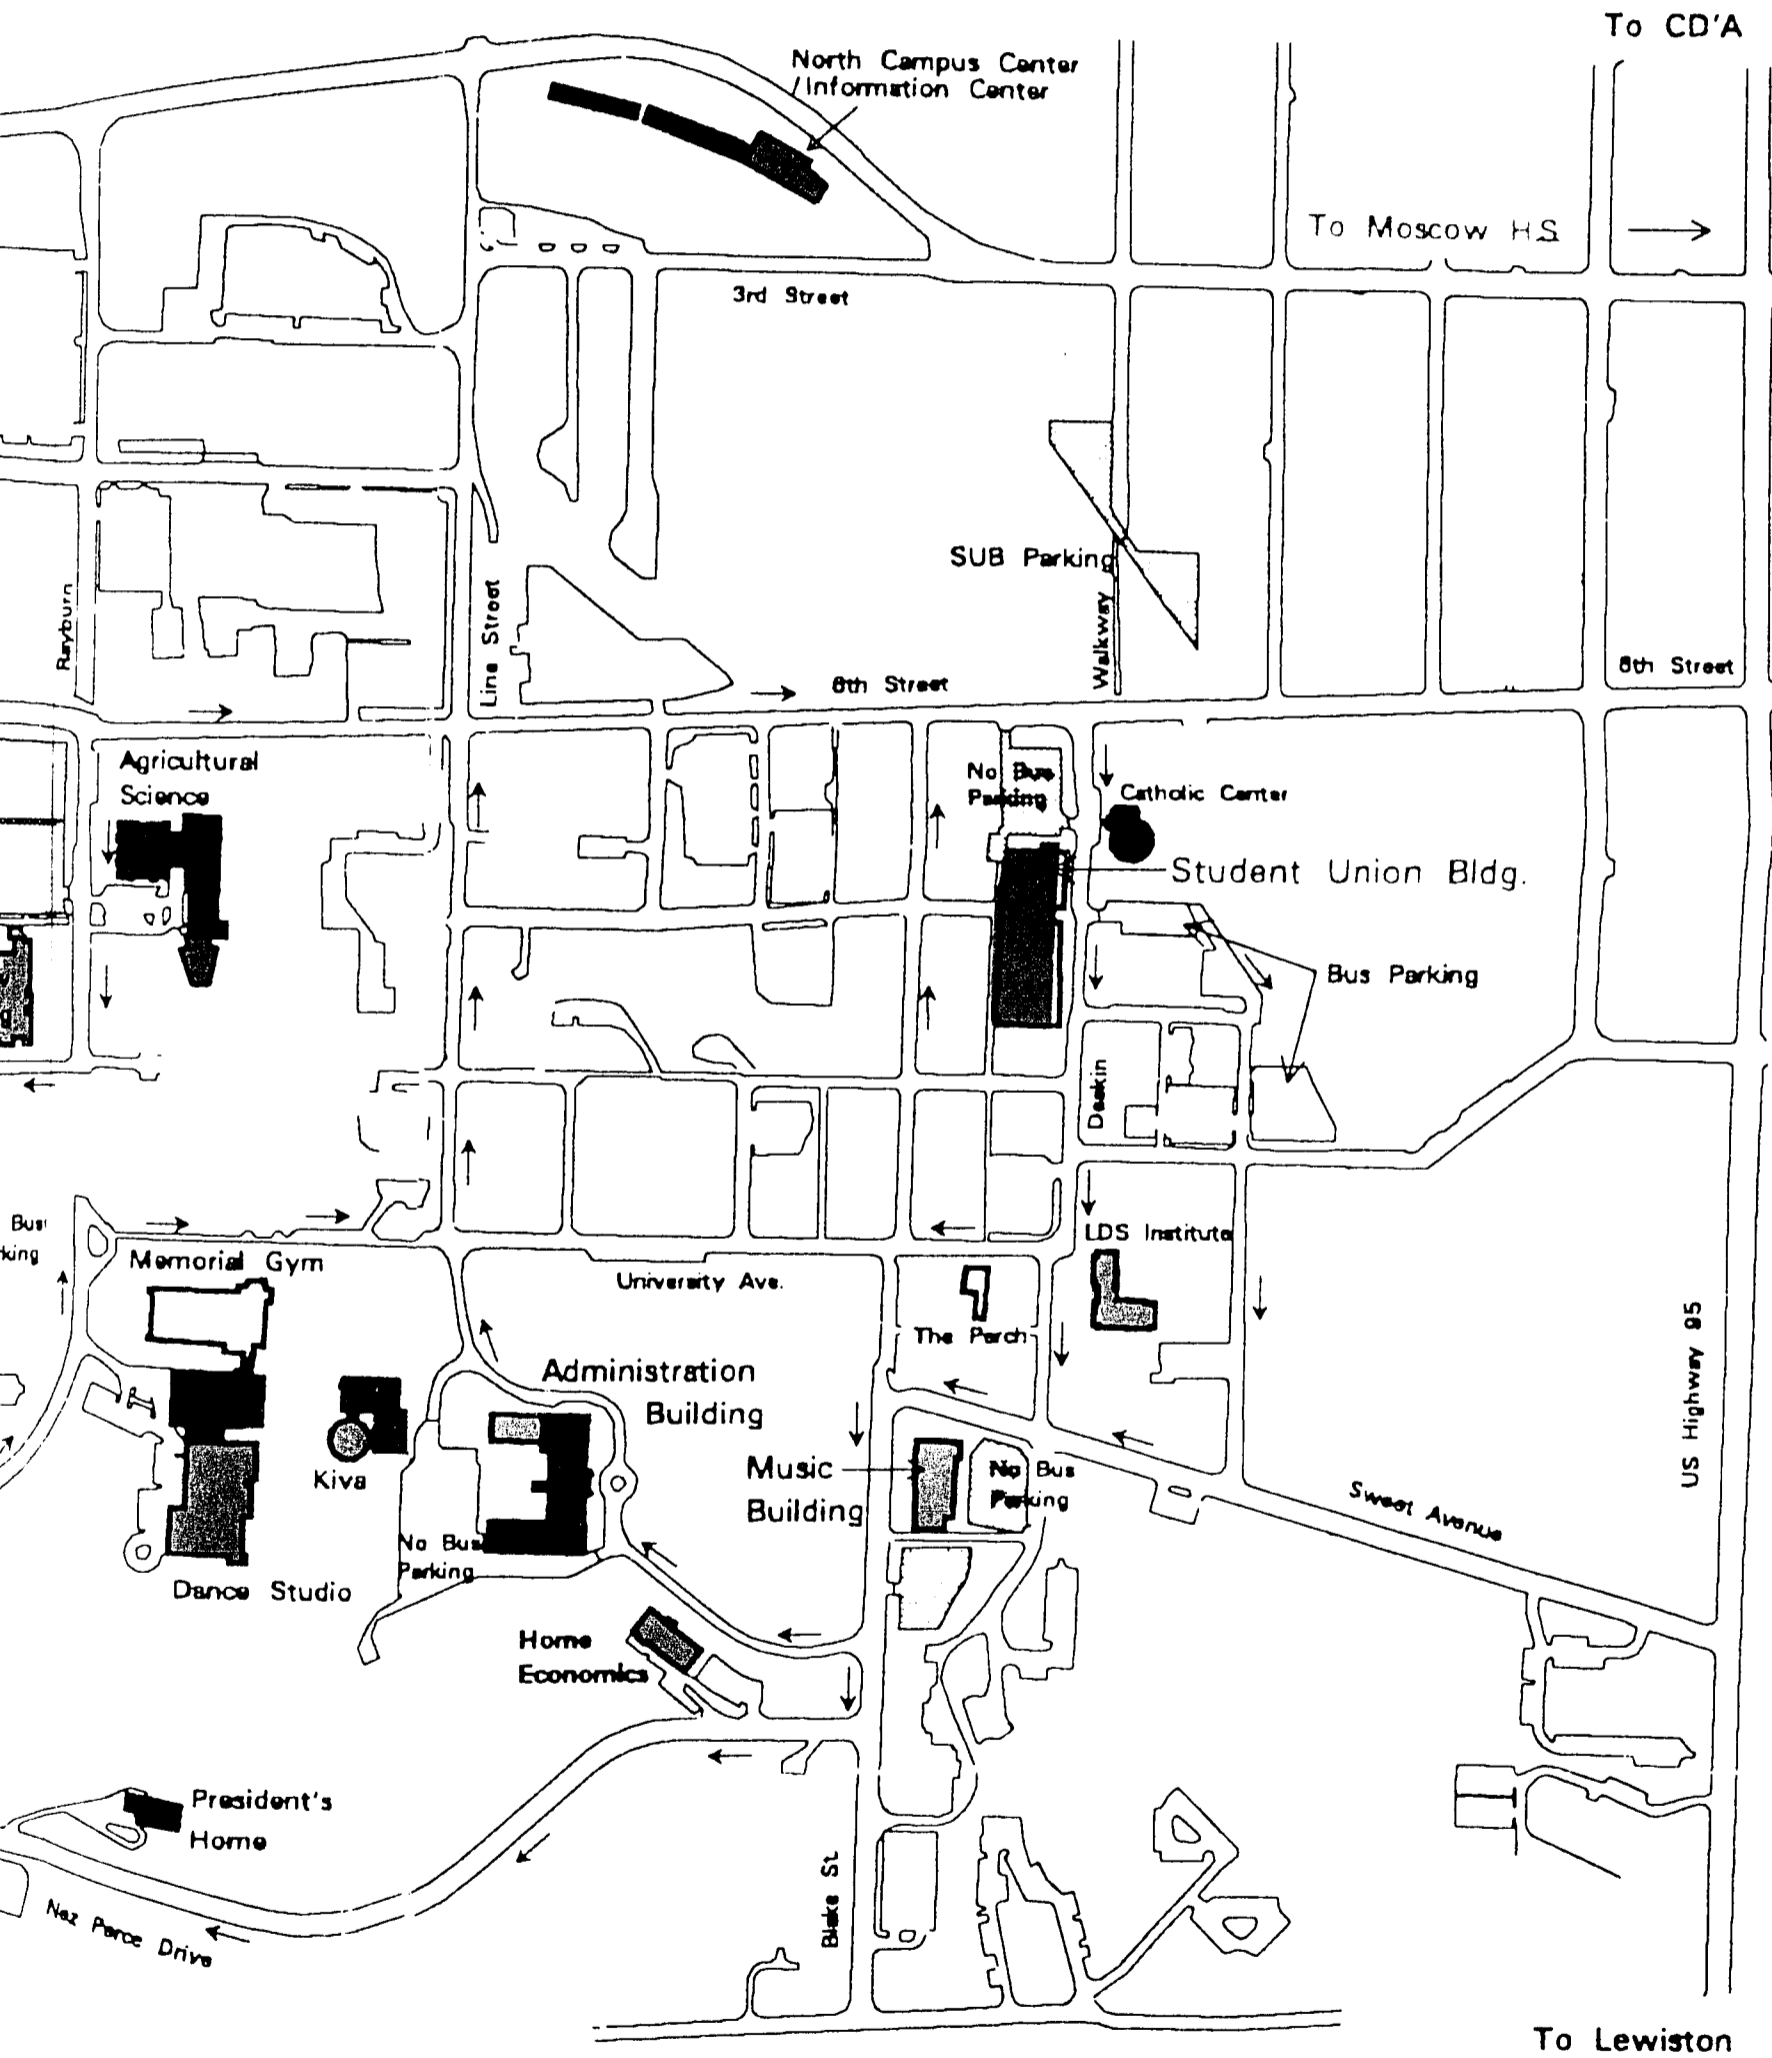 To CD'A
North Campus Center
/Information Center
To Moscow HS
3rd Street
SUB Parking
Walkway
Rayburn
Line Street
6th Street
6th Street
Agricultural
Science
No Bus
Parking
Catholic Center
Student Union Bldg.
Bus Parking
Deakin
Bus
LDS Institute
Memorial Gym
University Ave.
The Perch
US Highway 95
Administration
Building
Music
Building
No Bus
Parking
Kiva
Sweet Avenue
No Bus
Parking
Dance Studio
Home
Economics
President's
Home
Blake St.
Nez Perce Drive
To Lewiston